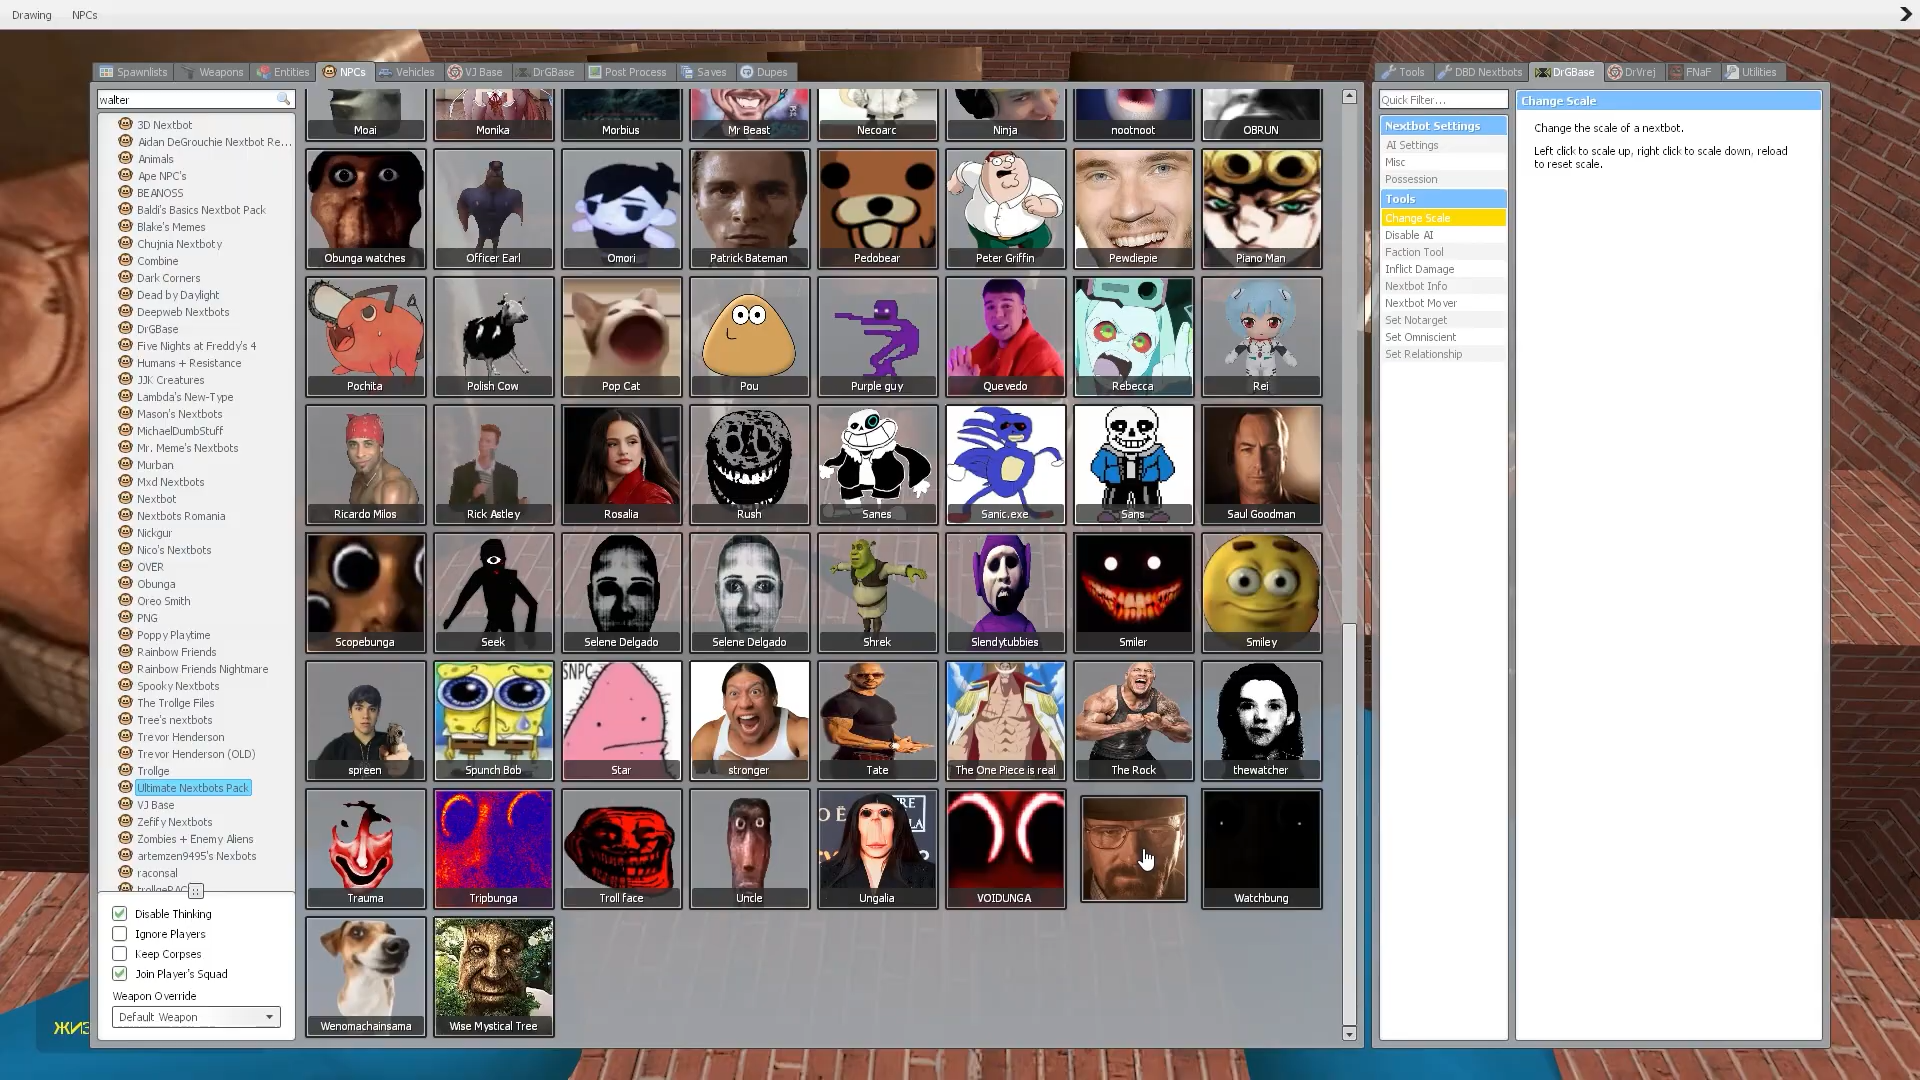 Drawing NPCs
Spawnlists Weapons Entities NPCs Vehicles VJ Base DrGBase Post Process Saves Dupes
Tools DBD Nextbots DrGBase DrVrej FNaF Utilities
walter
3D Nextbot
Aidan DeGrouchie Nextbot Re...
Animals
Ape NPC's
BEANOSS
Baldi's Basics Nextbot Pack
Blake's Memes
Chujnia Nextboty
Combine
Dark Corners
Dead by Daylight
Deepweb Nextbots
DrGBase
Five Nights at Freddy's 4
Humans + Resistance
JJK Creatures
Lambda's New-Type
Mason's Nextbots
MichaelDumbStuff
Mr. Meme's Nextbots
Murban
Mxd Nextbots
Nextbot
Nextbots Romania
Nickgur
Nico's Nextbots
OVER
Obunga
Oreo Smith
PNG
Poppy Playtime
Rainbow Friends
Rainbow Friends Nightmare
Spooky Nextbots
The Trollge Files
Tree's nextbots
Trevor Henderson
Trevor Henderson (OLD)
Trollge
Ultimate Nextbots Pack
VJ Base
Zefify Nextbots
Zombies + Enemy Aliens
artemzen9495's Nexbots
raconsal
Disable Thinking
Ignore Players
Keep Corpses
Join Player's Squad
Weapon Override
Default Weapon
ЖИЗ
Moai Monika Morbius Mr Beast Necoarc Ninja nootnoot OBRUN
Obunga watches Officer Earl Omori Patrick Bateman Pedobear Peter Griffin Pewdiepie Piano Man
Pochita Polish Cow Pop Cat Pou Purple guy Quevedo Rebecca Rei
Ricardo Milos Rick Astley Rosalia Rush Sanes Sanic.exe Sans Saul Goodman
Scopebunga Seek Selene Delgado Selene Delgado Shrek Slendytubbies Smiler Smiley
SNPC
spreen Spunch Bob Star stronger Tate The One Piece is real The Rock thewatcher
Trauma Tripbunga Troll face Uncle Ungalia VOIDUNGA Watchbung
Wenomachainsama Wise Mystical Tree
Quick Filter...
Nextbot Settings
AI Settings
Misc
Possession
Tools
Change Scale
Disable AI
Faction Tool
Inflict Damage
Nextbot Info
Nextbot Mover
Set Notarget
Set Omniscient
Set Relationship
Change Scale
Change the scale of a nextbot.
Left click to scale up, right click to scale down, reload
to reset scale.